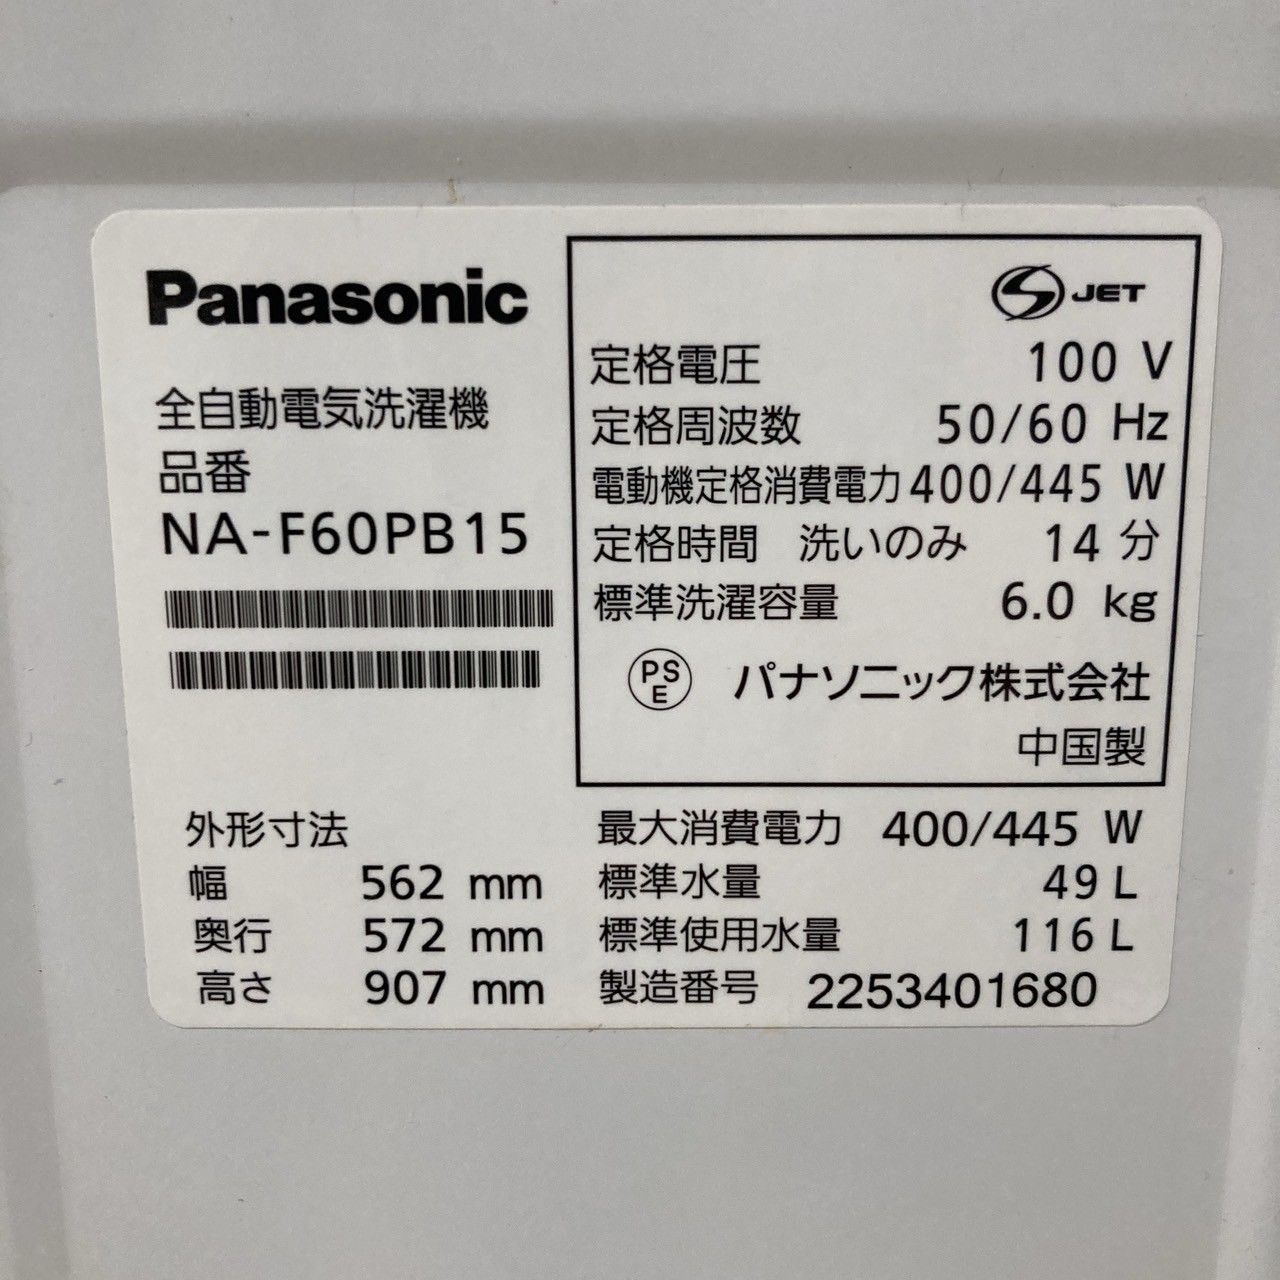 Panasonic
全自動電気洗濯機
品番
NA-F60PB15
JET
定格電圧 100 V
定格周波数 50/60 Hz
電動機定格消費電力 400/445 W
定格時間 洗いのみ 14 分
標準洗濯容量 6.0 kg
PSE パナソニック株式会社
中国製
外形寸法
幅 562 mm
奥行 572 mm
高さ 907 mm
最大消費電力 400/445 W
標準水量 49 L
標準使用水量 116 L
製造番号 2253401680